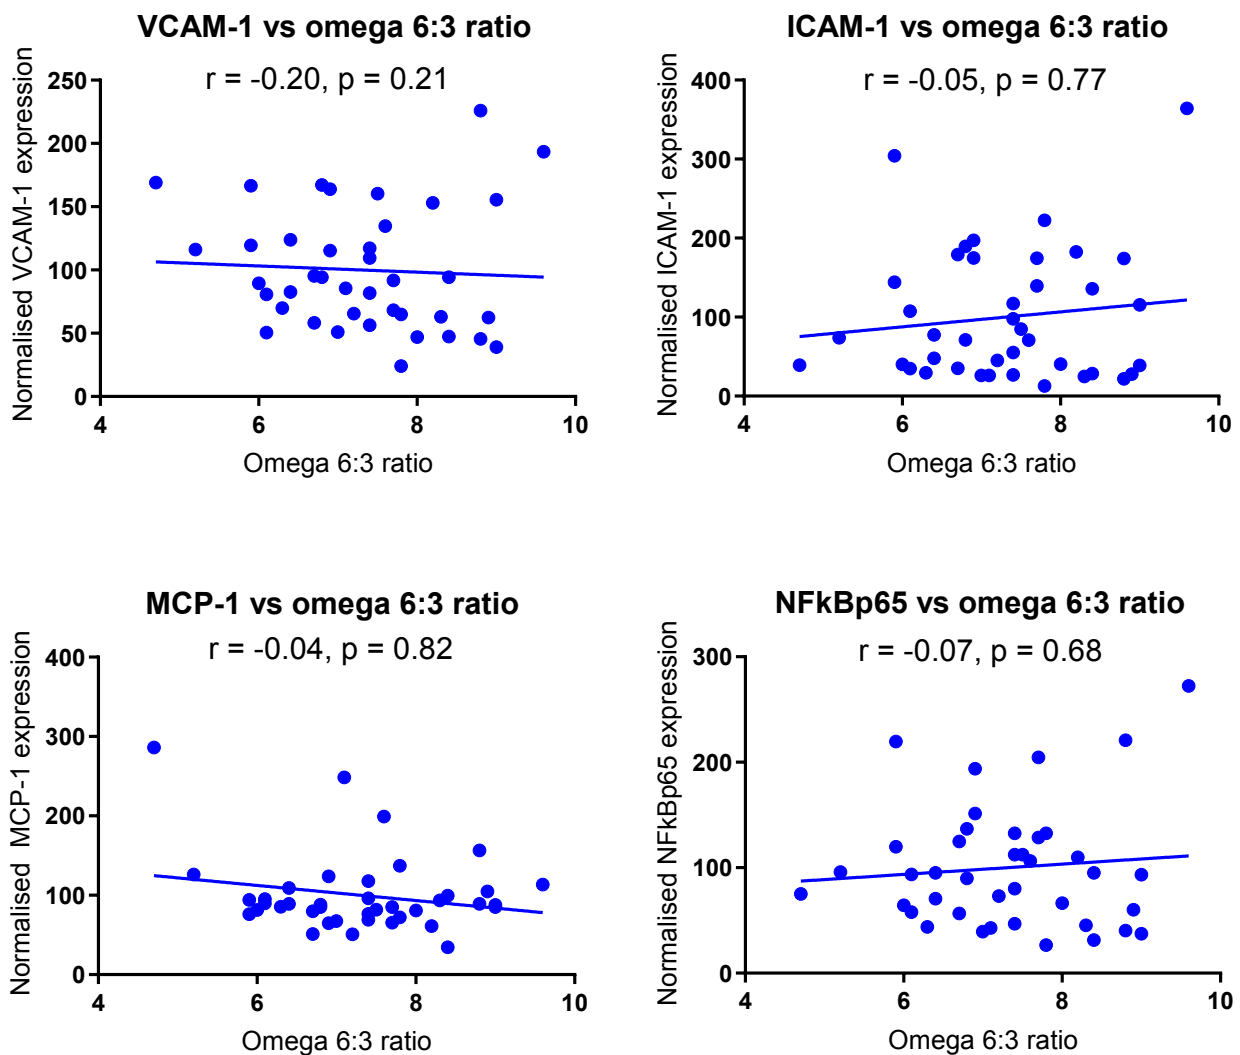 VCAM-1 vs omega 6:3 ratio
r = -0.20, p = 0.21
Normalised VCAM-1 expression
250
200
150
100
50
0
4
6
8
10
Omega 6:3 ratio
ICAM-1 vs omega 6:3 ratio
r = -0.05, p = 0.77
Normalised ICAM-1 expression
400
300
200
100
0
4
6
8
10
Omega 6:3 ratio
MCP-1 vs omega 6:3 ratio
r = -0.04, p = 0.82
Normalised MCP-1 expression
400
300
200
100
0
4
6
8
10
Omega 6:3 ratio
NFkBp65 vs omega 6:3 ratio
r = -0.07, p = 0.68
Normalised NFkBp65 expression
300
200
100
0
4
6
8
10
Omega 6:3 ratio